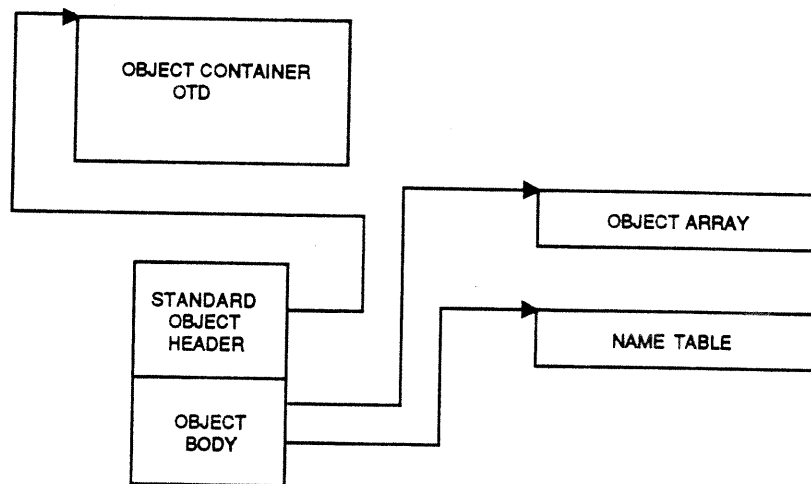 OBJECT CONTAINER
OTD
OBJECT ARRAY
STANDARD
OBJECT
HEADER
NAME TABLE
OBJECT
BODY